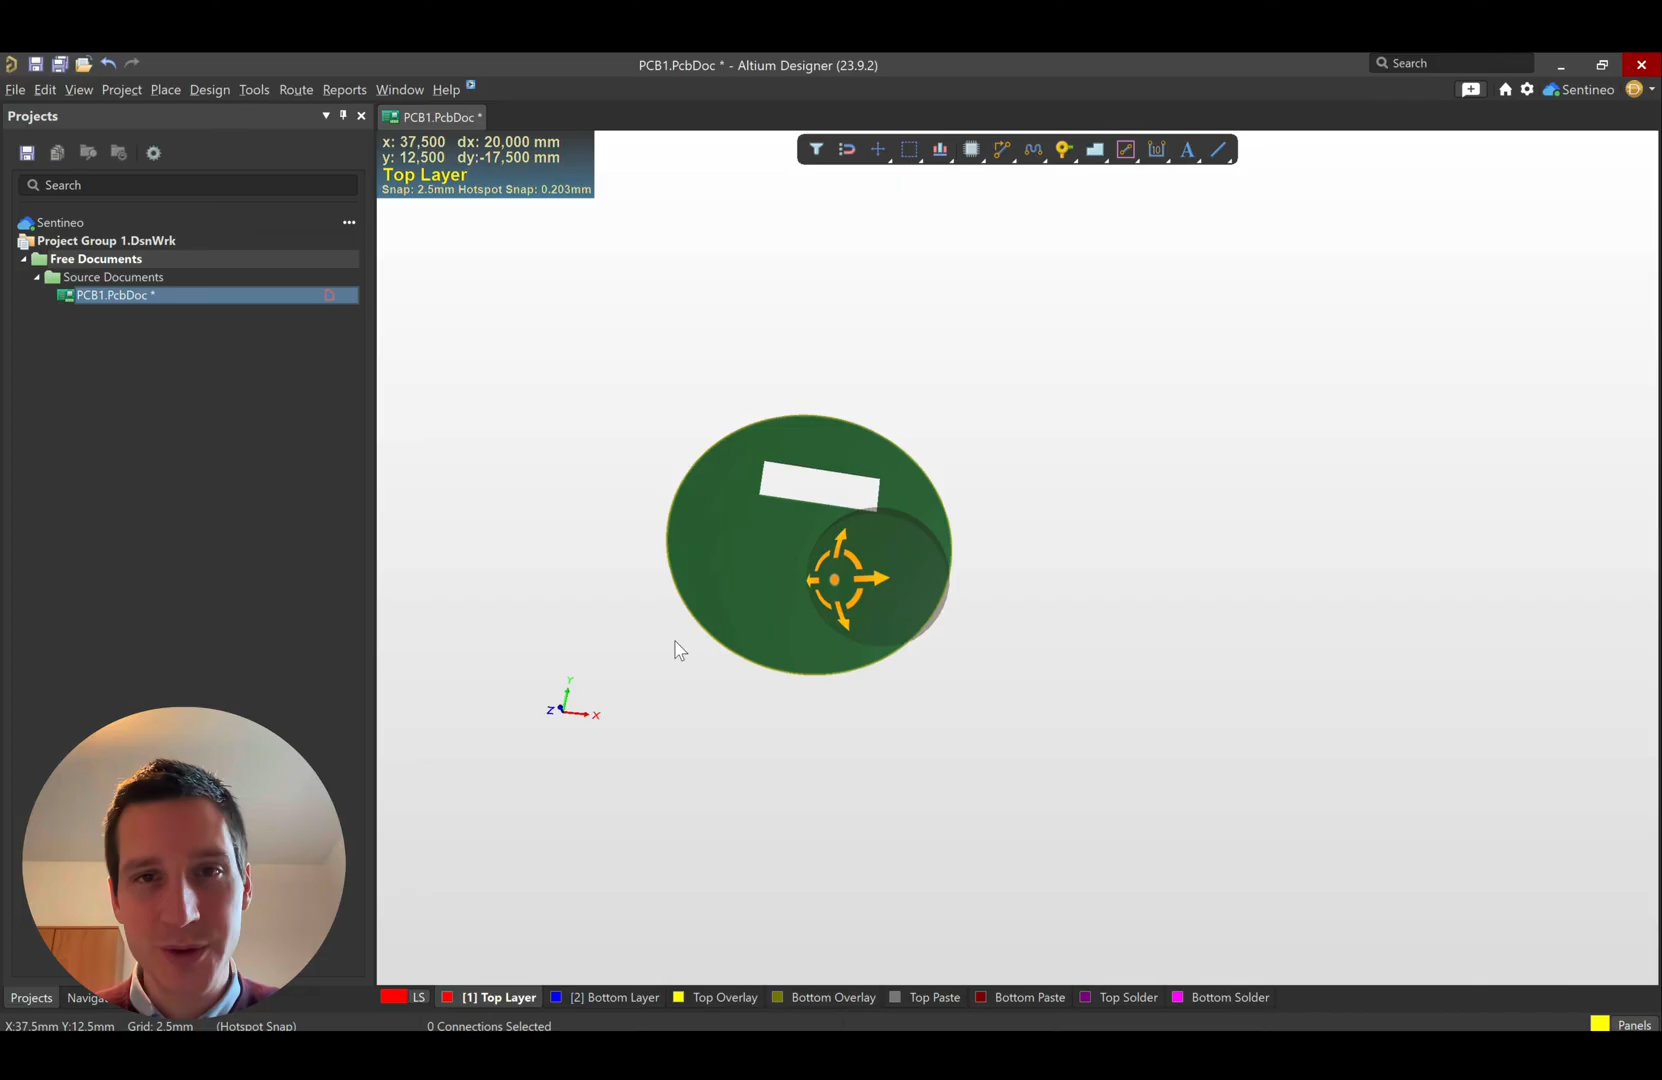 PCB1.PcbDoc * - Altium Designer (23.9.2)
Search
File Edit View Project Place Design Tools Route Reports Window Help
Sentineo
Projects
PCB1.PcbDoc *
x: 37,500 dx: 20,000 mm
y: 12,500 dy:-17,500 mm
Top Layer
Snap: 2.5mm Hotspot Snap: 0.203mm
Search
Sentineo
Project Group 1.DsnWrk
Free Documents
Source Documents
PCB1.PcbDoc *
Y
Z
X
Projects
Navigat
LS
[1] Top Layer
[2] Bottom Layer
Top Overlay
Bottom Overlay
Top Paste
Bottom Paste
Top Solder
Bottom Solder
X:37.5mm Y:12.5mm Grid: 2.5mm (Hotspot Snap)
0 Connections Selected
Panels